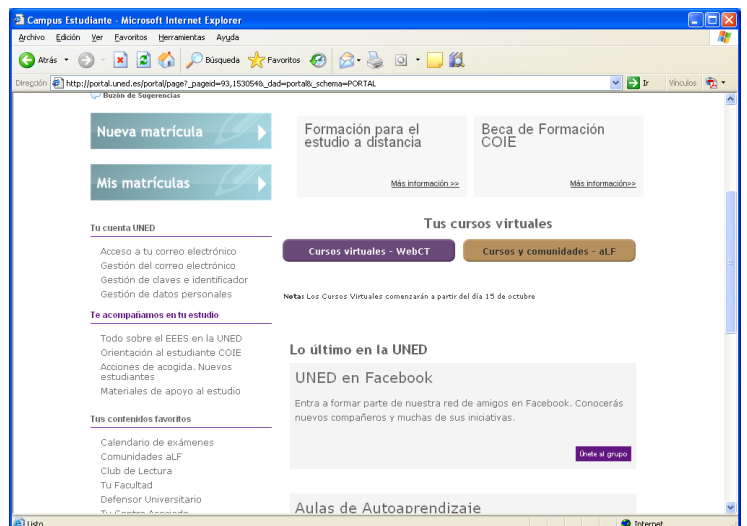 Campus Estudiante - Microsoft Internet Explorer
Archivo Edición Ver Favoritos Herramientas Ayuda
Atrás Búsqueda Favoritos
Dirección http://portal.uned.es/portal/page?_pageid=93,153054&_dad=portal&_schema=PORTAL Ir Vínculos
Buzón de Sugerencias
Nueva matrícula
Mis matrículas
Formación para el
estudio a distancia
Más información >>
Beca de Formación
COIE
Más información>>
Tu cuenta UNED
Acceso a tu correo electrónico
Gestión del correo electrónico
Gestión de claves e identificador
Gestión de datos personales
Te acompañamos en tu estudio
Todo sobre el EEES en la UNED
Orientación al estudiante COIE
Acciones de acogida. Nuevos
estudiantes
Materiales de apoyo al estudio
Tus contenidos favoritos
Calendario de exámenes
Comunidades aLF
Club de Lectura
Tu Facultad
Defensor Universitario
Tu Centro Asociado
Tus cursos virtuales
Cursos virtuales - WebCT
Cursos y comunidades - aLF
Nota: Los Cursos Virtuales comenzarán a partir del día 15 de octubre
Lo último en la UNED
UNED en Facebook
Entra a formar parte de nuestra red de amigos en Facebook. Conocerás
nuevos compañeros y muchas de sus iniciativas.
Únete al grupo
Aulas de Autoaprendizaje
Listo
Internet